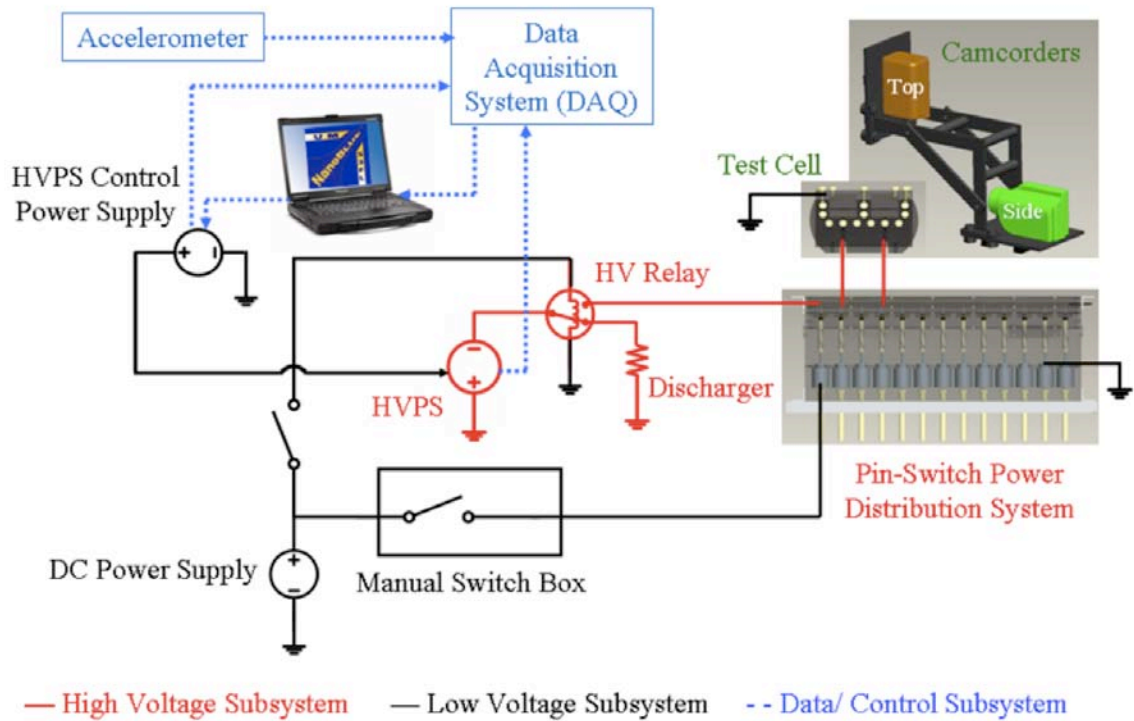 Accelerometer
Data
Acquisition
System (DAQ)
Camcorders
Top
Test Cell
Side
HVPS Control
Power Supply
NanoBLUE
+
HV Relay
−
+
HVPS
Discharger
Pin-Switch Power
Distribution System
+
−
DC Power Supply
Manual Switch Box
High Voltage Subsystem
Low Voltage Subsystem
Data/ Control Subsystem